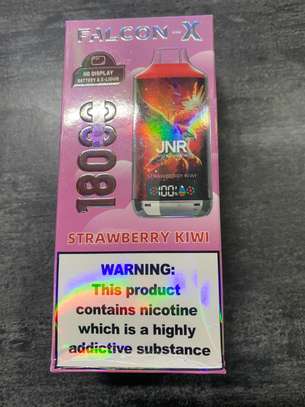 FALCON-X
HD DISPLAY
BATTERY & E-LIQUID
18000
JNR
STRAWBERRY KIWI
100%
STRAWBERRY KIWI
WARNING:
This product
contains nicotine
which is a highly
addictive substance